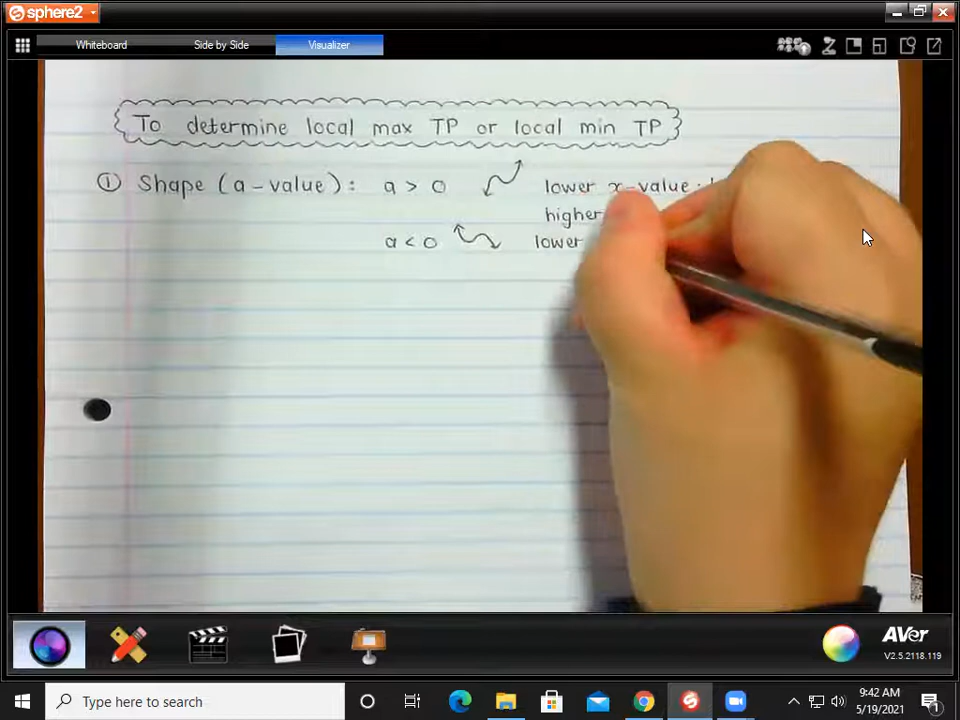 sphere2
Whiteboard
Side by Side
Visualizer
To determine local max TP or local min TP
① Shape (a-value): a > 0 lower x-value:
higher
a < 0 lower
AVer
V2.5.2118.119
Type here to search
9:42 AM
5/19/2021
1